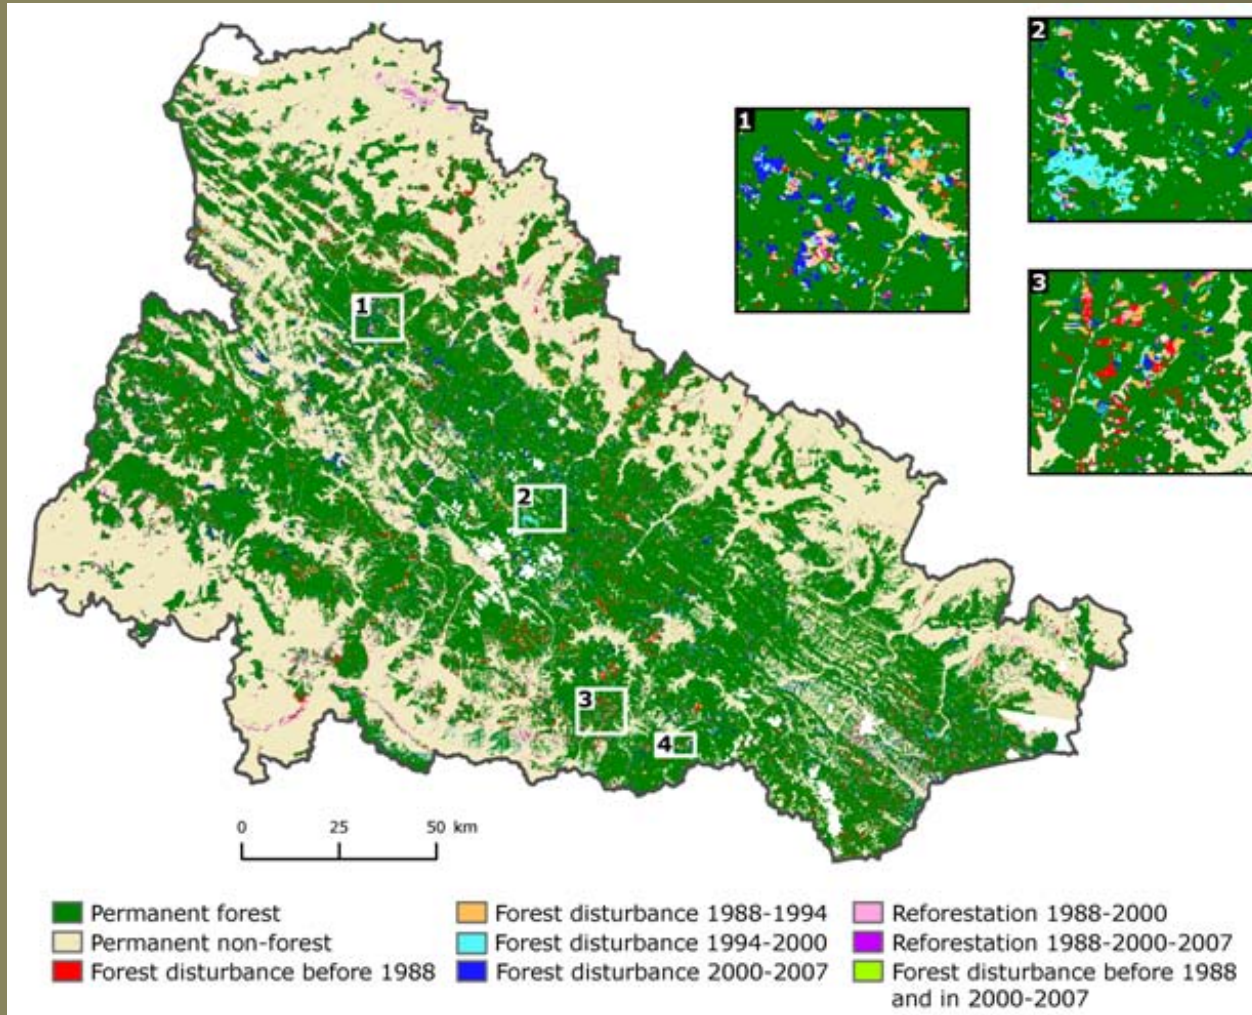 2
1
3
1
2
3
4
0 25 50 km
Permanent forest
Permanent non-forest
Forest disturbance before 1988
Forest disturbance 1988-1994
Forest disturbance 1994-2000
Forest disturbance 2000-2007
Reforestation 1988-2000
Reforestation 1988-2000-2007
Forest disturbance before 1988
and in 2000-2007